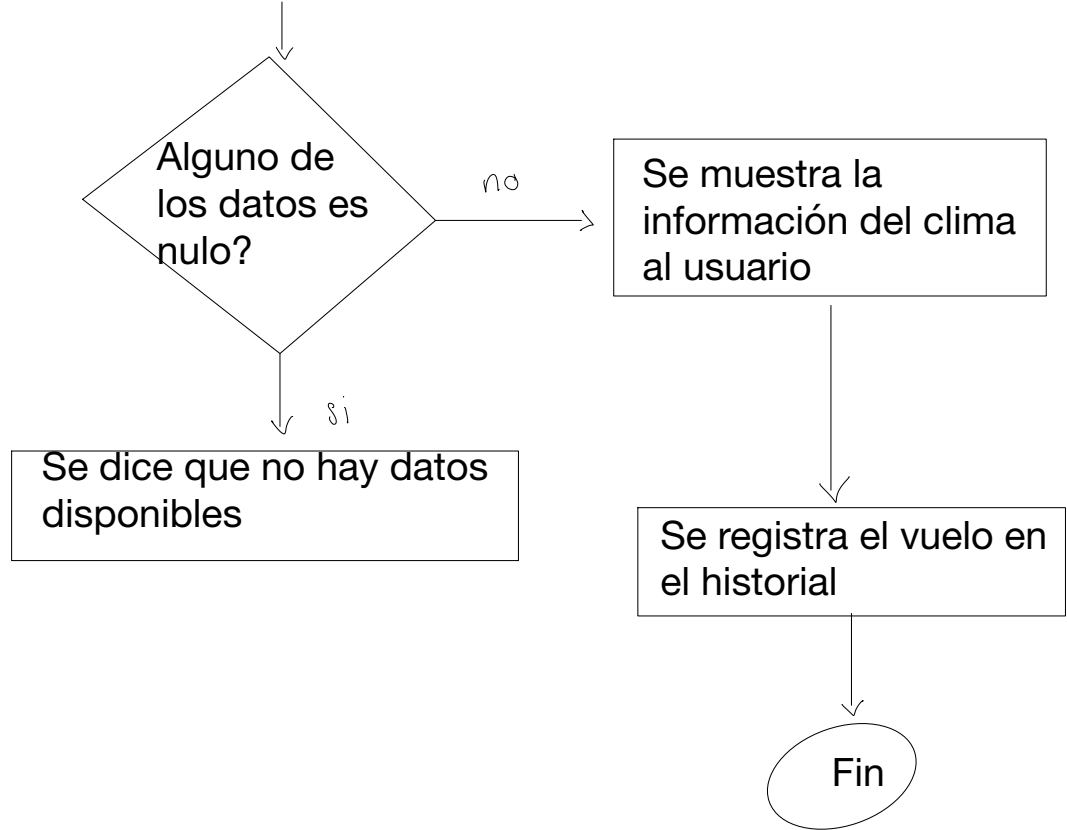 Alguno de
los datos es
nulo?
no
Se muestra la
información del clima
al usuario
si
Se dice que no hay datos
disponibles
Se registra el vuelo en
el historial
Fin